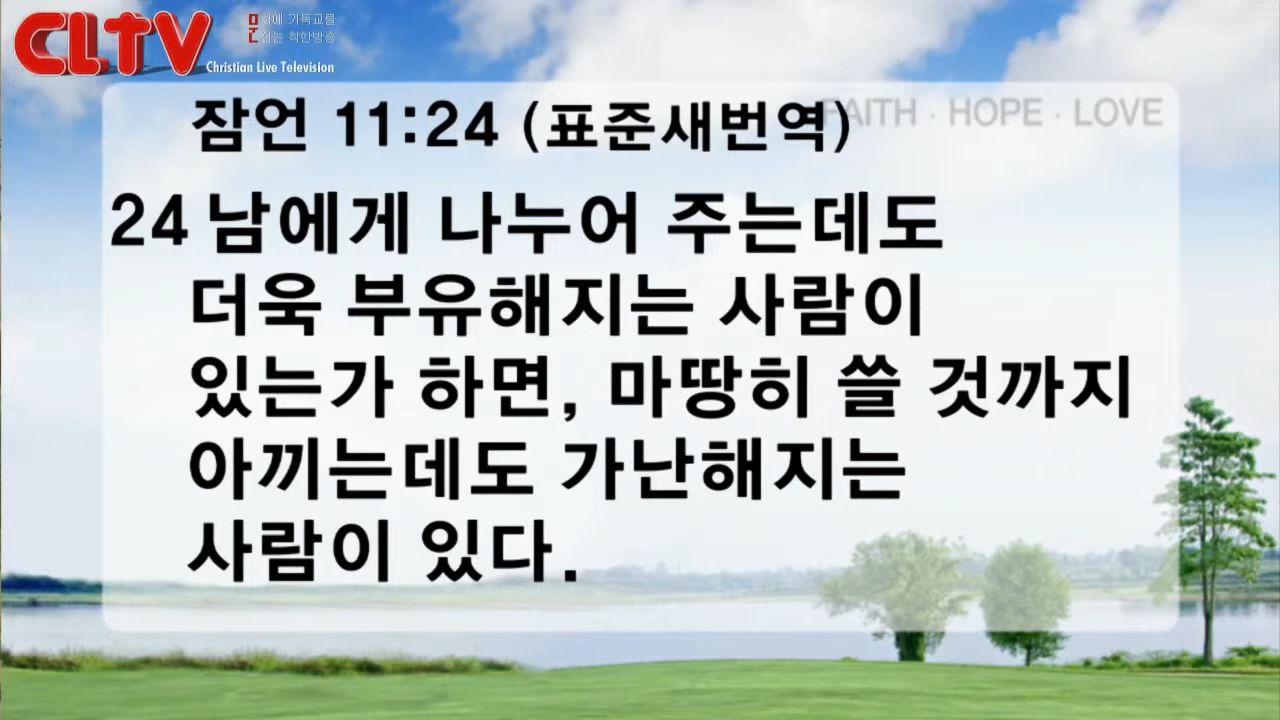 CLTV
Christian Live Television
잠언 11:24 (표준새번역)
FAITH · HOPE · LOVE
24 남에게 나누어 주는데도
더욱 부유해지는 사람이
있는가 하면, 마땅히 쓸 것까지
아끼는데도 가난해지는
사람이 있다.